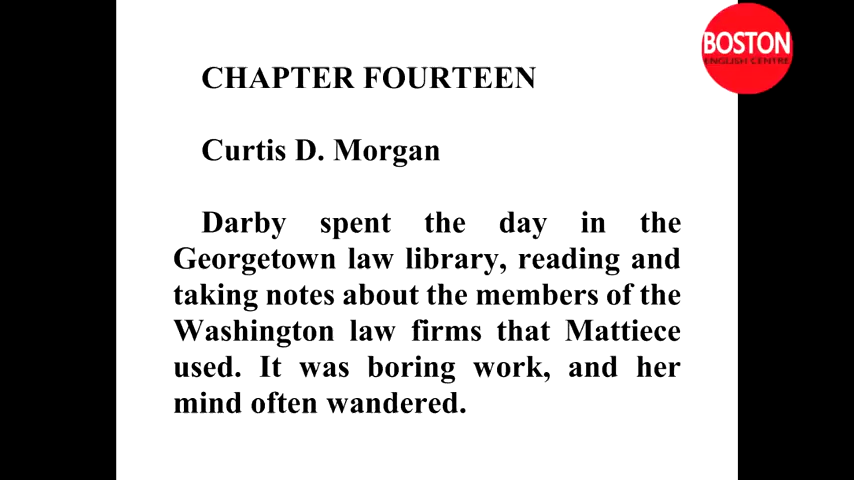 BOSTON
ENGLISH CENTRE
CHAPTER FOURTEEN
Curtis D. Morgan
Darby spent the day in the
Georgetown law library, reading and
taking notes about the members of the
Washington law firms that Mattiece
used. It was boring work, and her
mind often wandered.